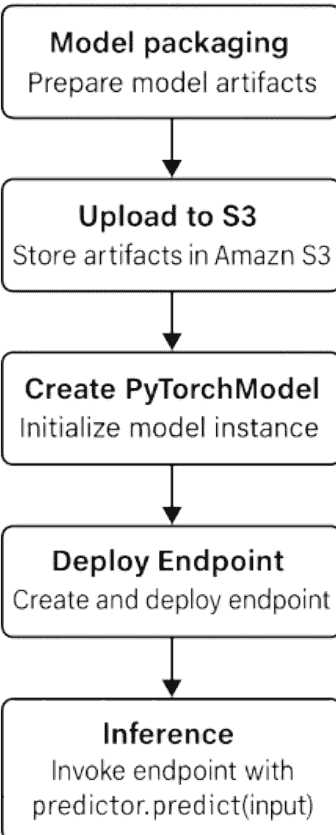 Model packaging
Prepare model artifacts
Upload to S3
Store artifacts in Amazn S3
Create PyTorchModel
Initialize model instance
Deploy Endpoint
Create and deploy endpoint
Inference
Invoke endpoint with
predictor.predict(input)